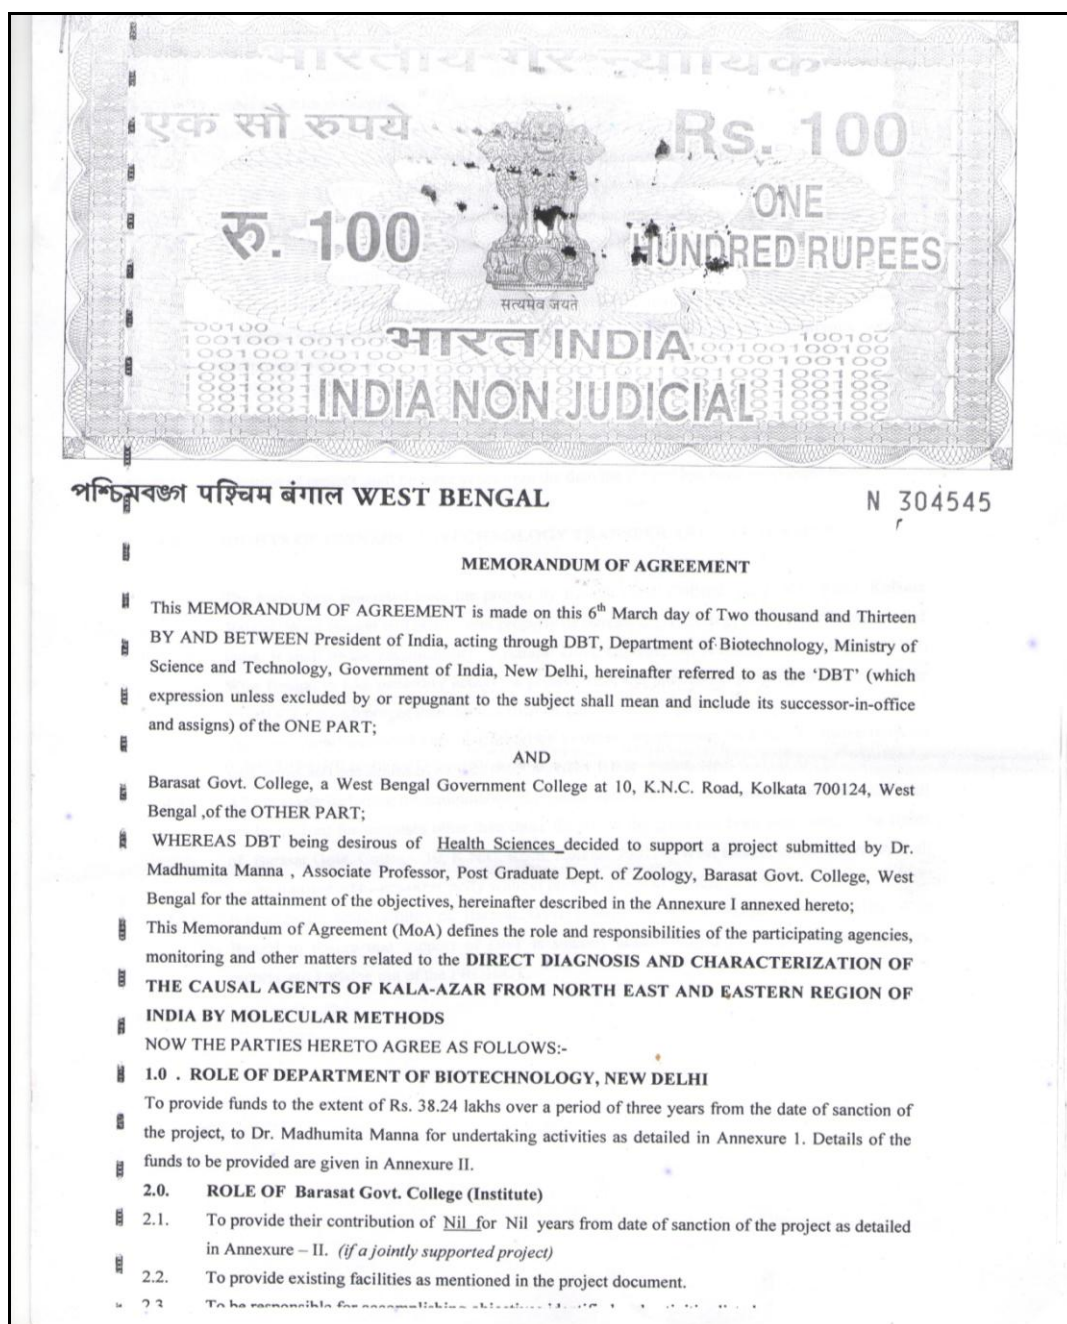 भारतीय गैर न्यायिक
एक सौ रुपये
Rs. 100
रु. 100
ONE
HUNDRED RUPEES
सत्यमेव जयते
भारत INDIA
INDIA NON JUDICIAL
পশ্চিমবঙ্গ पश्चिम बंगाल WEST BENGAL
N 304545
MEMORANDUM OF AGREEMENT
This MEMORANDUM OF AGREEMENT is made on this 6th March day of Two thousand and Thirteen
BY AND BETWEEN President of India, acting through DBT, Department of Biotechnology, Ministry of
Science and Technology, Government of India, New Delhi, hereinafter referred to as the ‘DBT’ (which
expression unless excluded by or repugnant to the subject shall mean and include its successor-in-office
and assigns) of the ONE PART;
AND
Barasat Govt. College, a West Bengal Government College at 10, K.N.C. Road, Kolkata 700124, West
Bengal ,of the OTHER PART;
WHEREAS DBT being desirous of Health Sciences decided to support a project submitted by Dr.
Madhumita Manna , Associate Professor, Post Graduate Dept. of Zoology, Barasat Govt. College, West
Bengal for the attainment of the objectives, hereinafter described in the Annexure I annexed hereto;
This Memorandum of Agreement (MoA) defines the role and responsibilities of the participating agencies,
monitoring and other matters related to the DIRECT DIAGNOSIS AND CHARACTERIZATION OF
THE CAUSAL AGENTS OF KALA-AZAR FROM NORTH EAST AND EASTERN REGION OF
INDIA BY MOLECULAR METHODS
NOW THE PARTIES HERETO AGREE AS FOLLOWS:-
1.0 . ROLE OF DEPARTMENT OF BIOTECHNOLOGY, NEW DELHI
To provide funds to the extent of Rs. 38.24 lakhs over a period of three years from the date of sanction of
the project, to Dr. Madhumita Manna for undertaking activities as detailed in Annexure 1. Details of the
funds to be provided are given in Annexure II.
2.0. ROLE OF Barasat Govt. College (Institute)
2.1. To provide their contribution of Nil for Nil years from date of sanction of the project as detailed
in Annexure – II. (if a jointly supported project)
2.2. To provide existing facilities as mentioned in the project document.
2.3 To be responsible for accomplishing objectives